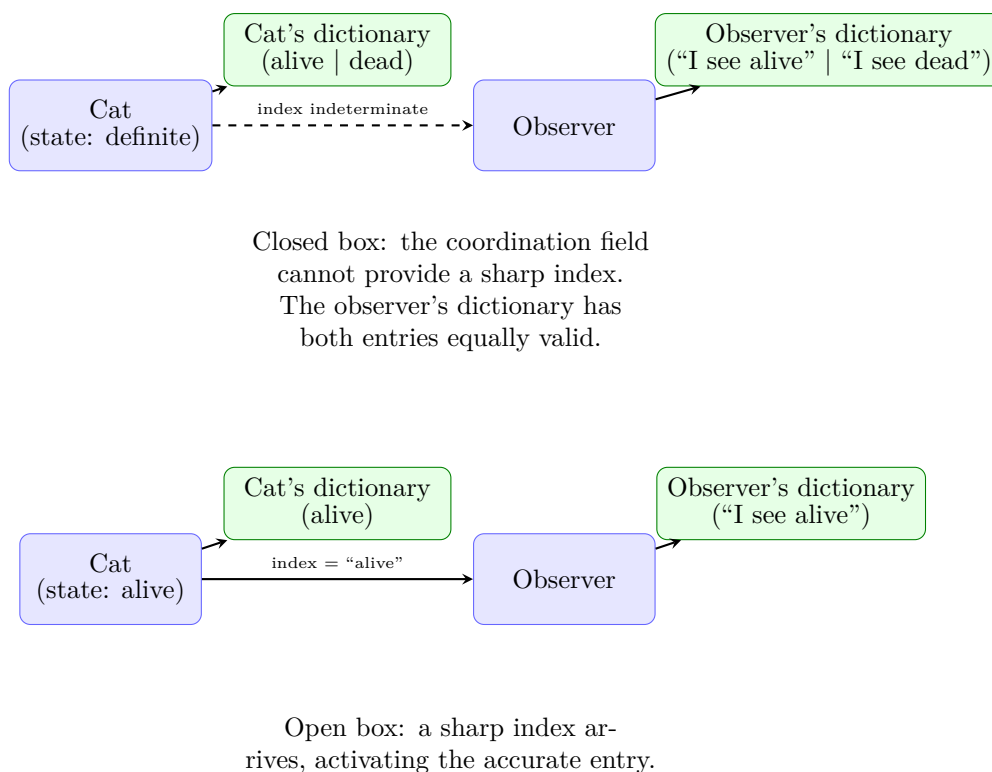 Cat's dictionary
(alive | dead)
Observer's dictionary
(“I see alive” | “I see dead”)
Cat
(state: definite)
index indeterminate
Observer
Closed box: the coordination field
cannot provide a sharp index.
The observer's dictionary has
both entries equally valid.
Cat's dictionary
(alive)
Observer's dictionary
(“I see alive”)
Cat
(state: alive)
index = “alive”
Observer
Open box: a sharp index ar-
rives, activating the accurate entry.